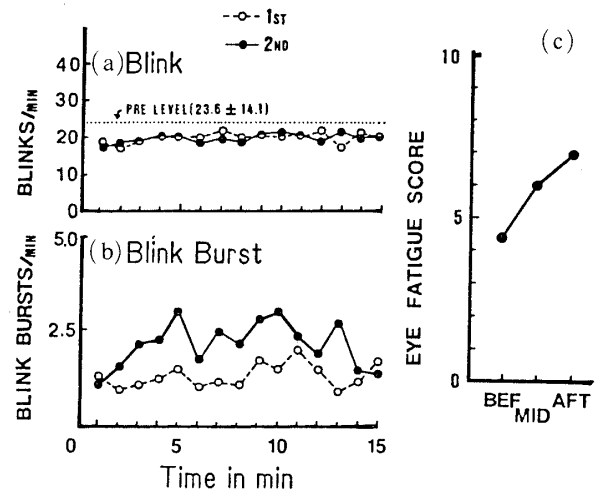 1ST
2ND
(a) Blink
BLINKS/MIN
40
30
20
10
0
PRE LEVEL(23.6 ± 14.1)
(b) Blink Burst
BLINK BURSTS/MIN
5.0
2.5
0
5
10
15
Time in min
(c)
EYE FATIGUE SCORE
10
5
0
BEF
MID
AFT